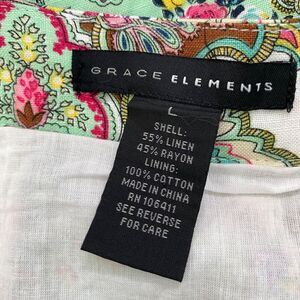 GRACE ELEMENTS
L
SHELL:
55% LINEN
45% RAYON
LINING:
100% COTTON
MADE IN CHINA
RN 106411
SEE REVERSE
FOR CARE